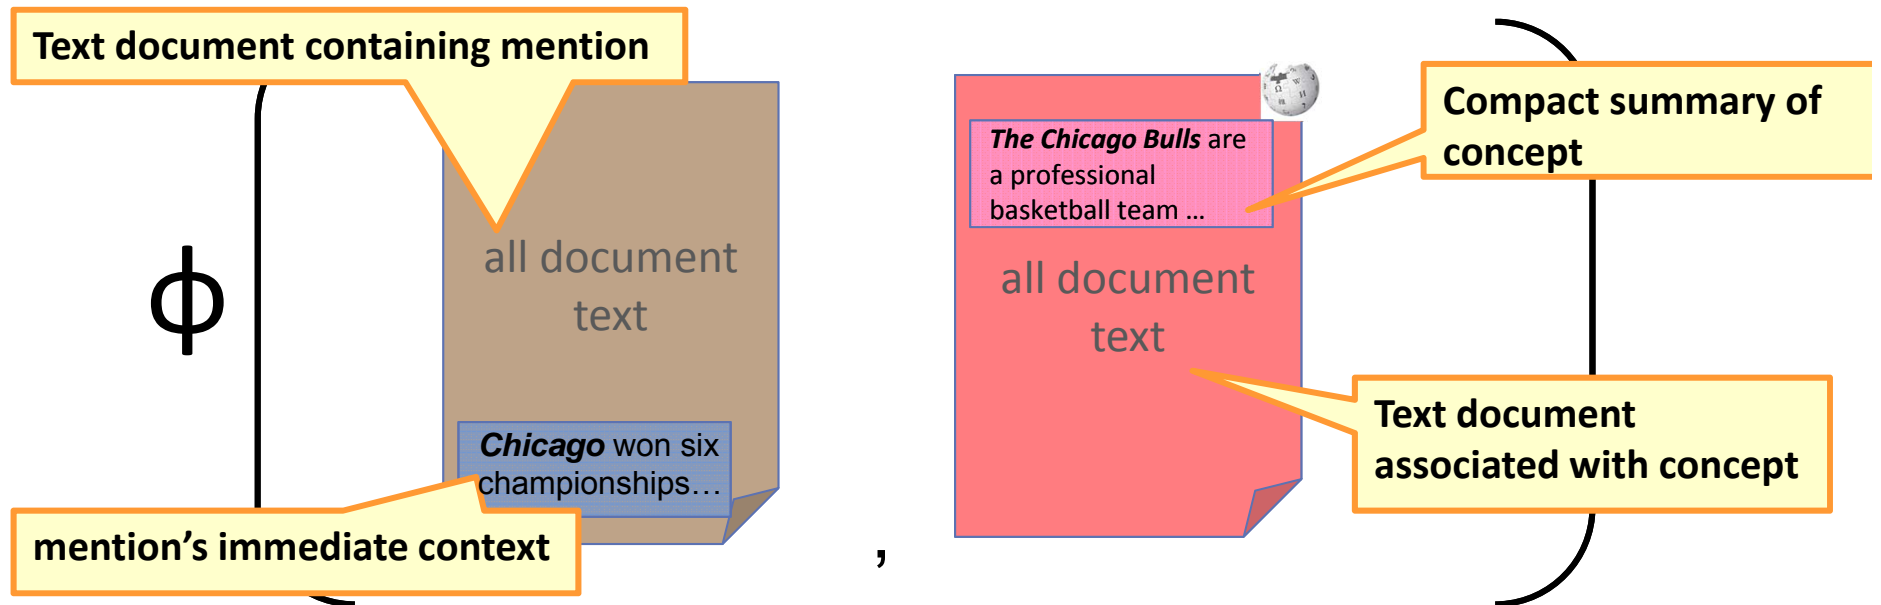 Text document containing mention
ϕ
all document
text
Chicago won six
championships…
mention’s immediate context
,
The Chicago Bulls are
a professional
basketball team …
all document
text
Compact summary of
concept
Text document
associated with concept